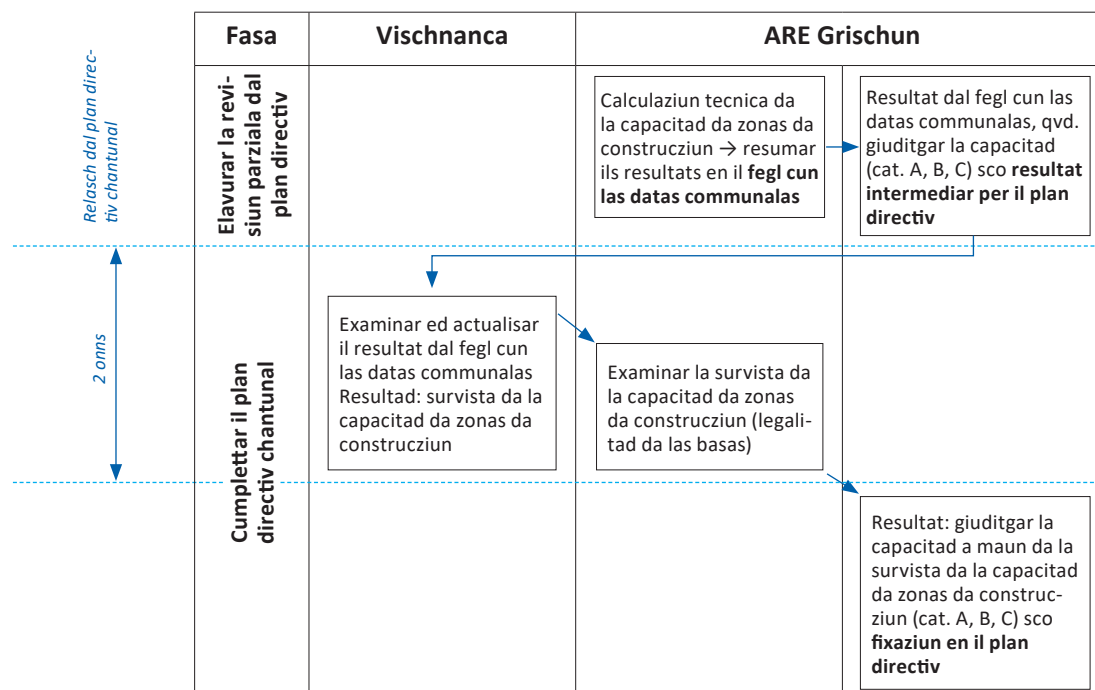 Fasa
Vischnanca
ARE Grischun
Relasch dal plan direc-
tiv chantunal
Elavurar la revi-
siun parziala dal
plan directiv
Calculaziun tecnica da
la capacitad da zonas da
construcziun → resumar
ils resultats en il fegl cun
las datas communalas
Resultat dal fegl cun las
datas communalas, qvd.
giuditgar la capacitad
(cat. A, B, C) sco resultat
intermediar per il plan
directiv
2 onns
Cumplettar il plan
directiv chantunal
Examinar ed actualisar
il resultat dal fegl cun
las datas communalas
Resultad: survista da la
capacitad da zonas da
construcziun
Examinar la survista da
la capacitad da zonas
da construcziun (legali-
tad da las basas)
Resultat: giuditgar la
capacitad a maun da la
survista da la capacitad
da zonas da construc-
ziun (cat. A, B, C) sco
fixaziun en il plan
directiv